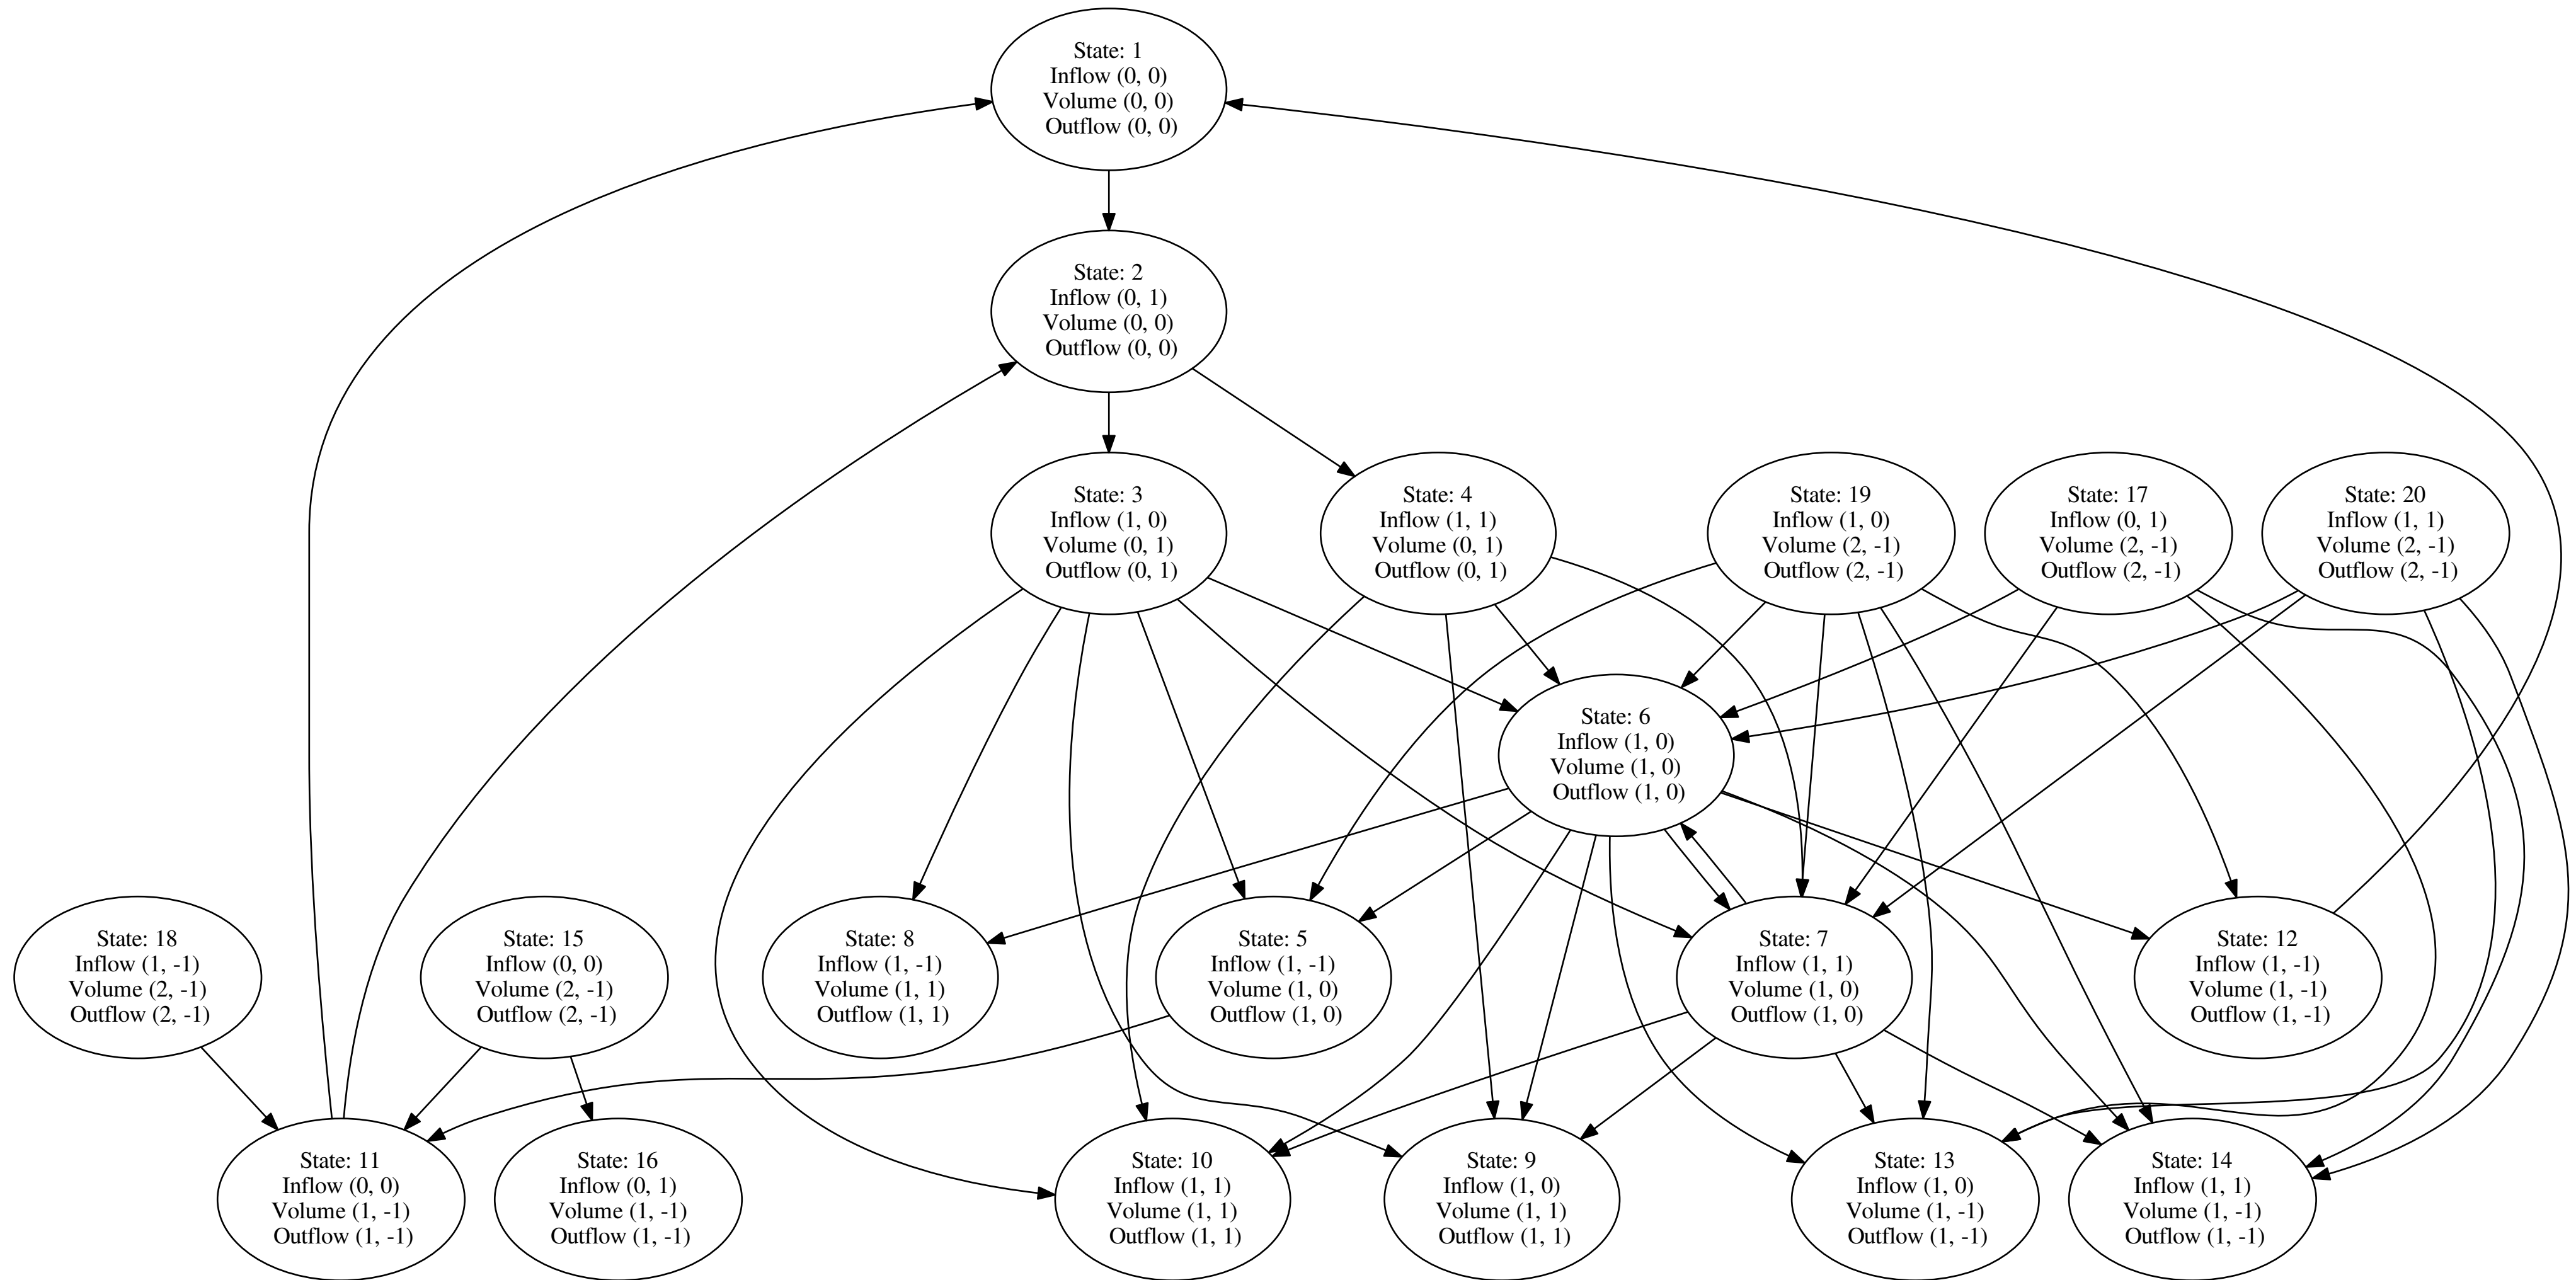 State: 1
Inflow (0, 0)
Volume (0, 0)
Outflow (0, 0)
State: 2
Inflow (0, 1)
Volume (0, 0)
Outflow (0, 0)
State: 3
Inflow (1, 0)
Volume (0, 1)
Outflow (0, 1)
State: 4
Inflow (1, 1)
Volume (0, 1)
Outflow (0, 1)
State: 19
Inflow (1, 0)
Volume (2, -1)
Outflow (2, -1)
State: 17
Inflow (0, 1)
Volume (2, -1)
Outflow (2, -1)
State: 20
Inflow (1, 1)
Volume (2, -1)
Outflow (2, -1)
State: 6
Inflow (1, 0)
Volume (1, 0)
Outflow (1, 0)
State: 18
Inflow (1, -1)
Volume (2, -1)
Outflow (2, -1)
State: 15
Inflow (0, 0)
Volume (2, -1)
Outflow (2, -1)
State: 8
Inflow (1, -1)
Volume (1, 1)
Outflow (1, 1)
State: 5
Inflow (1, -1)
Volume (1, 0)
Outflow (1, 0)
State: 7
Inflow (1, 1)
Volume (1, 0)
Outflow (1, 0)
State: 12
Inflow (1, -1)
Volume (1, -1)
Outflow (1, -1)
State: 11
Inflow (0, 0)
Volume (1, -1)
Outflow (1, -1)
State: 16
Inflow (0, 1)
Volume (1, -1)
Outflow (1, -1)
State: 10
Inflow (1, 1)
Volume (1, 1)
Outflow (1, 1)
State: 9
Inflow (1, 0)
Volume (1, 1)
Outflow (1, 1)
State: 13
Inflow (1, 0)
Volume (1, -1)
Outflow (1, -1)
State: 14
Inflow (1, 1)
Volume (1, -1)
Outflow (1, -1)